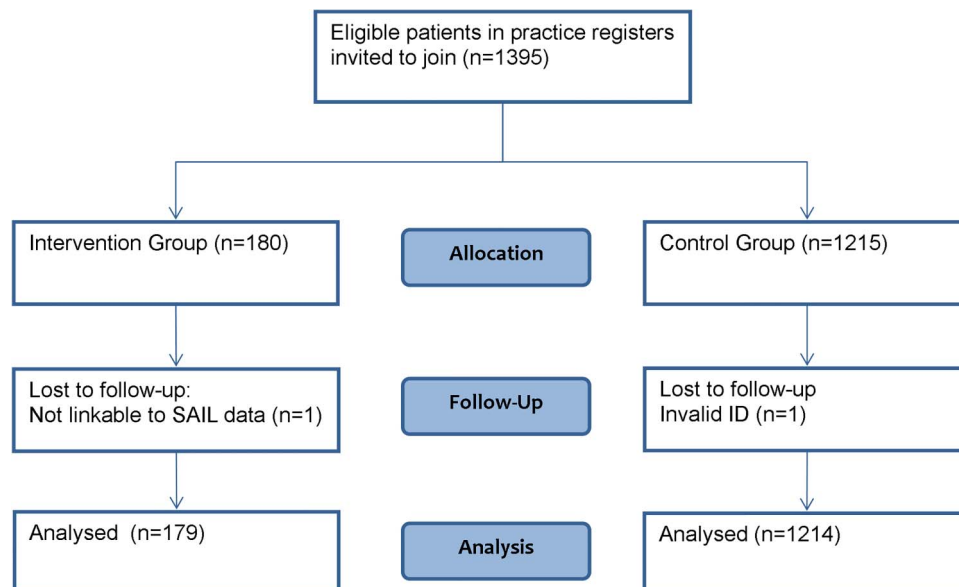 Eligible patients in practice registers
invited to join (n=1395)
Intervention Group (n=180)
Allocation
Control Group (n=1215)
Lost to follow-up:
Not linkable to SAIL data (n=1)
Follow-Up
Lost to follow-up
Invalid ID (n=1)
Analysed (n=179)
Analysis
Analysed (n=1214)